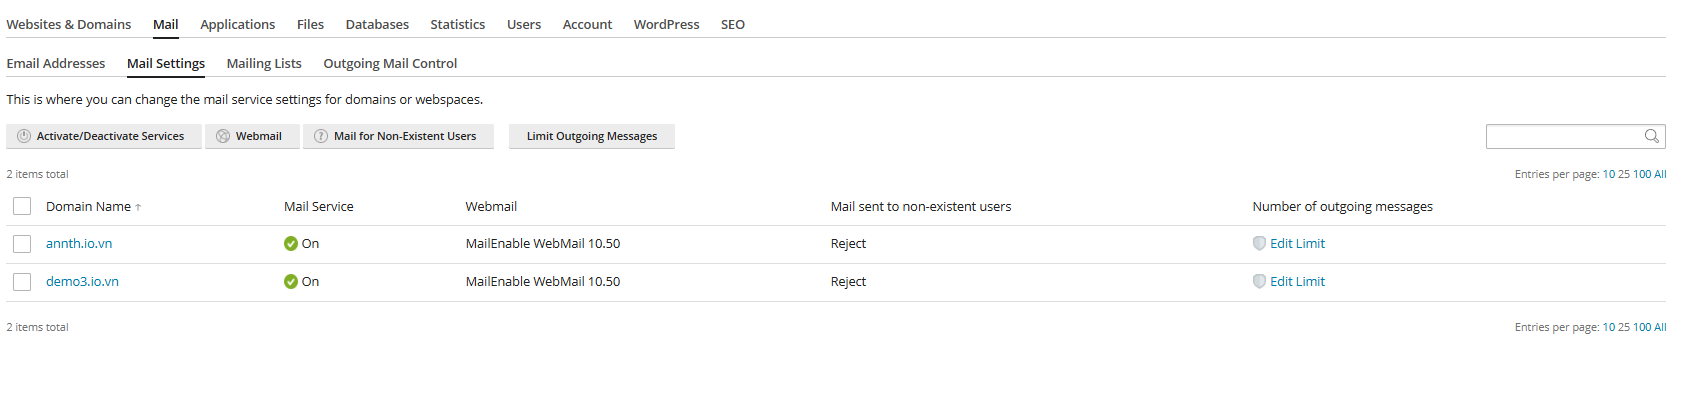 Websites & Domains Mail Applications Files Databases Statistics Users Account WordPress SEO
Email Addresses Mail Settings Mailing Lists Outgoing Mail Control
This is where you can change the mail service settings for domains or webspaces.
Activate/Deactivate Services Webmail Mail for Non-Existent Users Limit Outgoing Messages
2 items total Entries per page: 10 25 100 All
Domain Name ↑ Mail Service Webmail Mail sent to non-existent users Number of outgoing messages
annth.io.vn On MailEnable WebMail 10.50 Reject Edit Limit
demo3.io.vn On MailEnable WebMail 10.50 Reject Edit Limit
2 items total Entries per page: 10 25 100 All